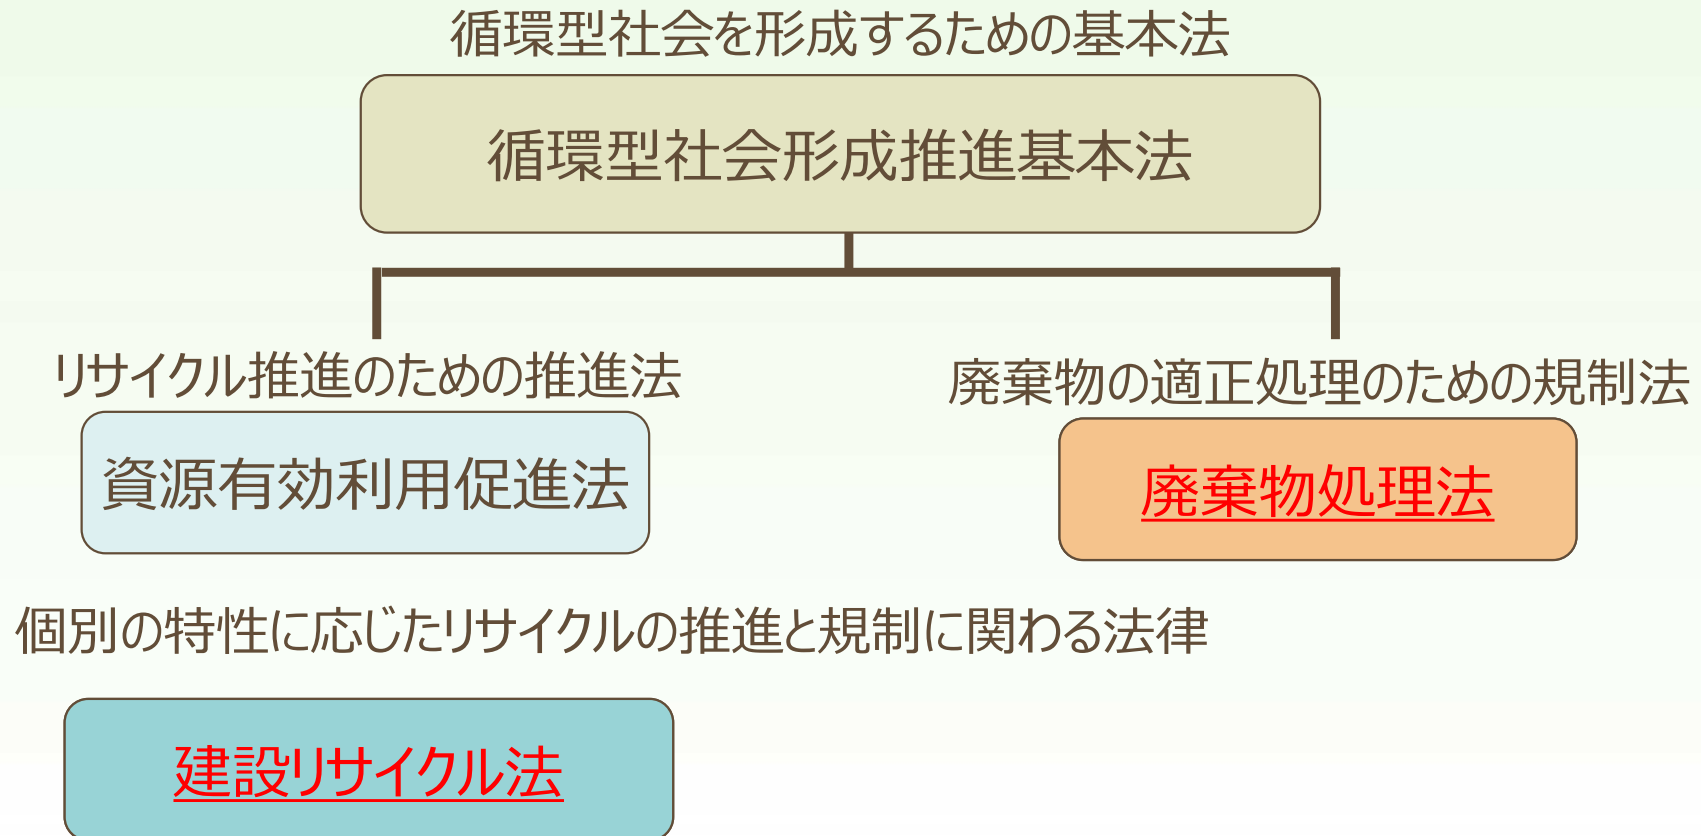 循環型社会を形成するための基本法
循環型社会形成推進基本法
リサイクル推進のための推進法
廃棄物の適正処理のための規制法
資源有効利用促進法
廃棄物処理法
個別の特性に応じたリサイクルの推進と規制に関わる法律
建設リサイクル法